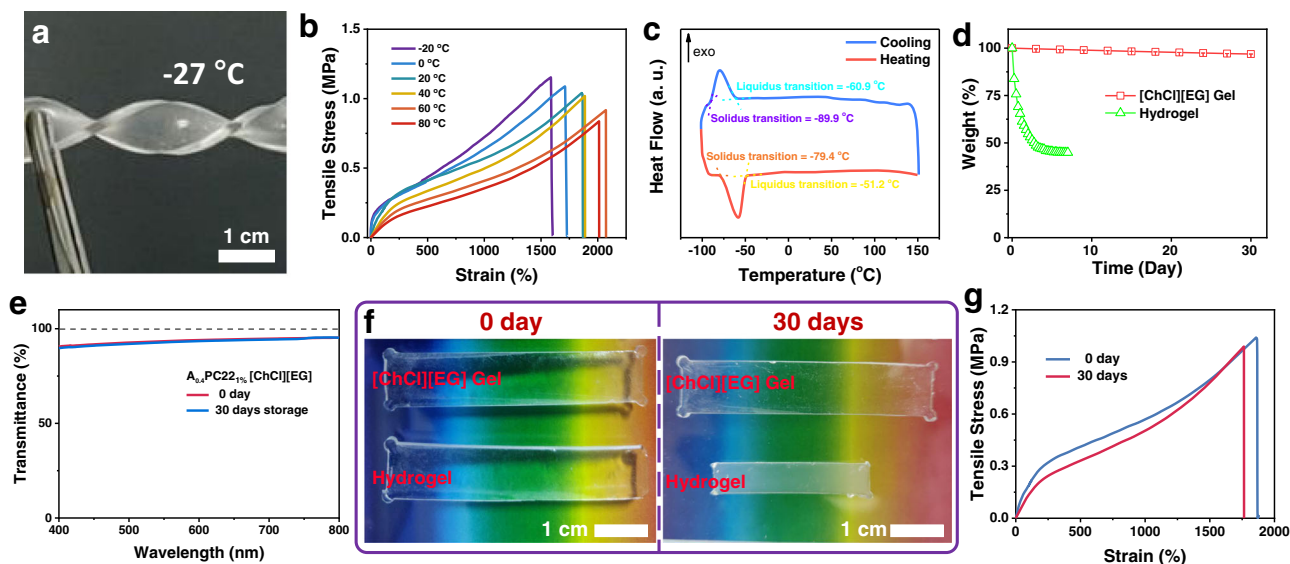 a
-27 °C
1 cm
b
Tensile Stress (MPa)
1.5
1.0
0.5
0.0
-20 °C
0 °C
20 °C
40 °C
60 °C
80 °C
0
500
1000
1500
2000
Strain (%)
c
Heat Flow (a. u.)
exo
Cooling
Heating
Liquidus transition = -60.9 °C
Solidus transition = -89.9 °C
Solidus transition = -79.4 °C
Liquidus transition = -51.2 °C
-100
-50
0
50
100
150
Temperature (°C)
d
Weight (%)
100
75
50
25
0
[ChCl][EG] Gel
Hydrogel
0
10
20
30
Time (Day)
e
Transmittance (%)
100
50
0
A0.4PC221% [ChCl][EG]
0 day
30 days storage
400
500
600
700
800
Wavelength (nm)
f
0 day
30 days
[ChCl][EG] Gel
Hydrogel
1 cm
[ChCl][EG] Gel
Hydrogel
1 cm
g
Tensile Stress (MPa)
1.2
0.9
0.6
0.3
0.0
0 day
30 days
0
500
1000
1500
2000
Strain (%)